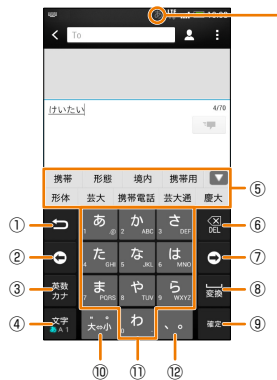 To
けいたい 4/70
携帯 形態 境内 携帯用
形体 芸大 携帯電話 芸大通 慶大 ⑤
① あ 1 .@ か 2 ABC さ 3 DEF DEL ⑥
② た 4 GHI な 5 JKL は 6 MNO ⑦
③ 英数カナ ま 7 PQRS や 8 TUV ら 9 WXYZ 変換 ⑧
④ 文字 A 1 大⇔小 わ 0 、。 確定 ⑨
⑩ ⑪ ⑫